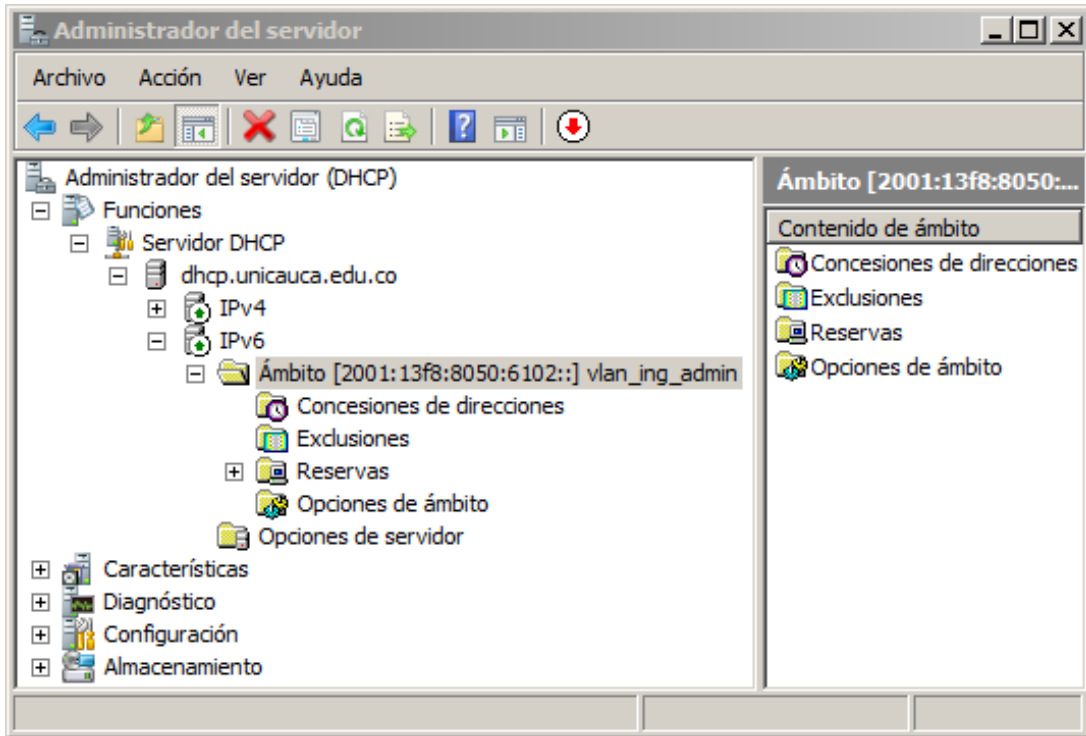 Administrador del servidor
Archivo Acción Ver Ayuda
Administrador del servidor (DHCP)
Funciones
Servidor DHCP
dhcp.unicauca.edu.co
IPv4
IPv6
Ámbito [2001:13f8:8050:6102::] vlan_ing_admin
Concesiones de direcciones
Exclusiones
Reservas
Opciones de ámbito
Opciones de servidor
Características
Diagnóstico
Configuración
Almacenamiento
Ámbito [2001:13f8:8050:...
Contenido de ámbito
Concesiones de direcciones
Exclusiones
Reservas
Opciones de ámbito